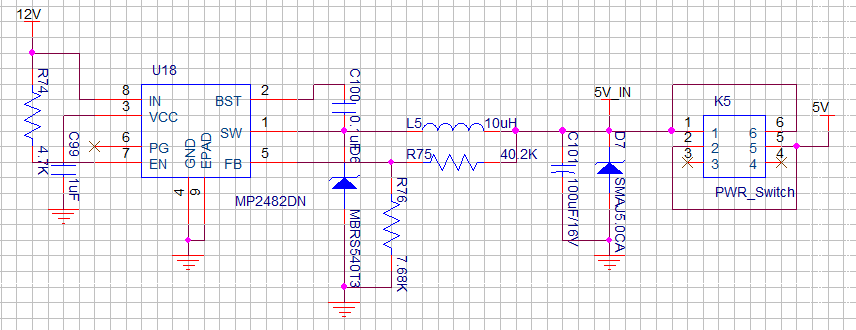 12V
U18
R74
4.7K
C99
1uF
8
3
6
7
IN
VCC
PG
EN
GND
EPAD
BST
SW
FB
2
1
5
4
9
MP2482DN
C100
0.1uF
D6
MBRS540T3
L5
10uH
R75
40.2K
R76
7.68K
C101
100uF/16V
5V_IN
D7
SMAJ5.0CA
K5
1
2
3
1
2
3
6
5
4
6
5
4
PWR_Switch
5V